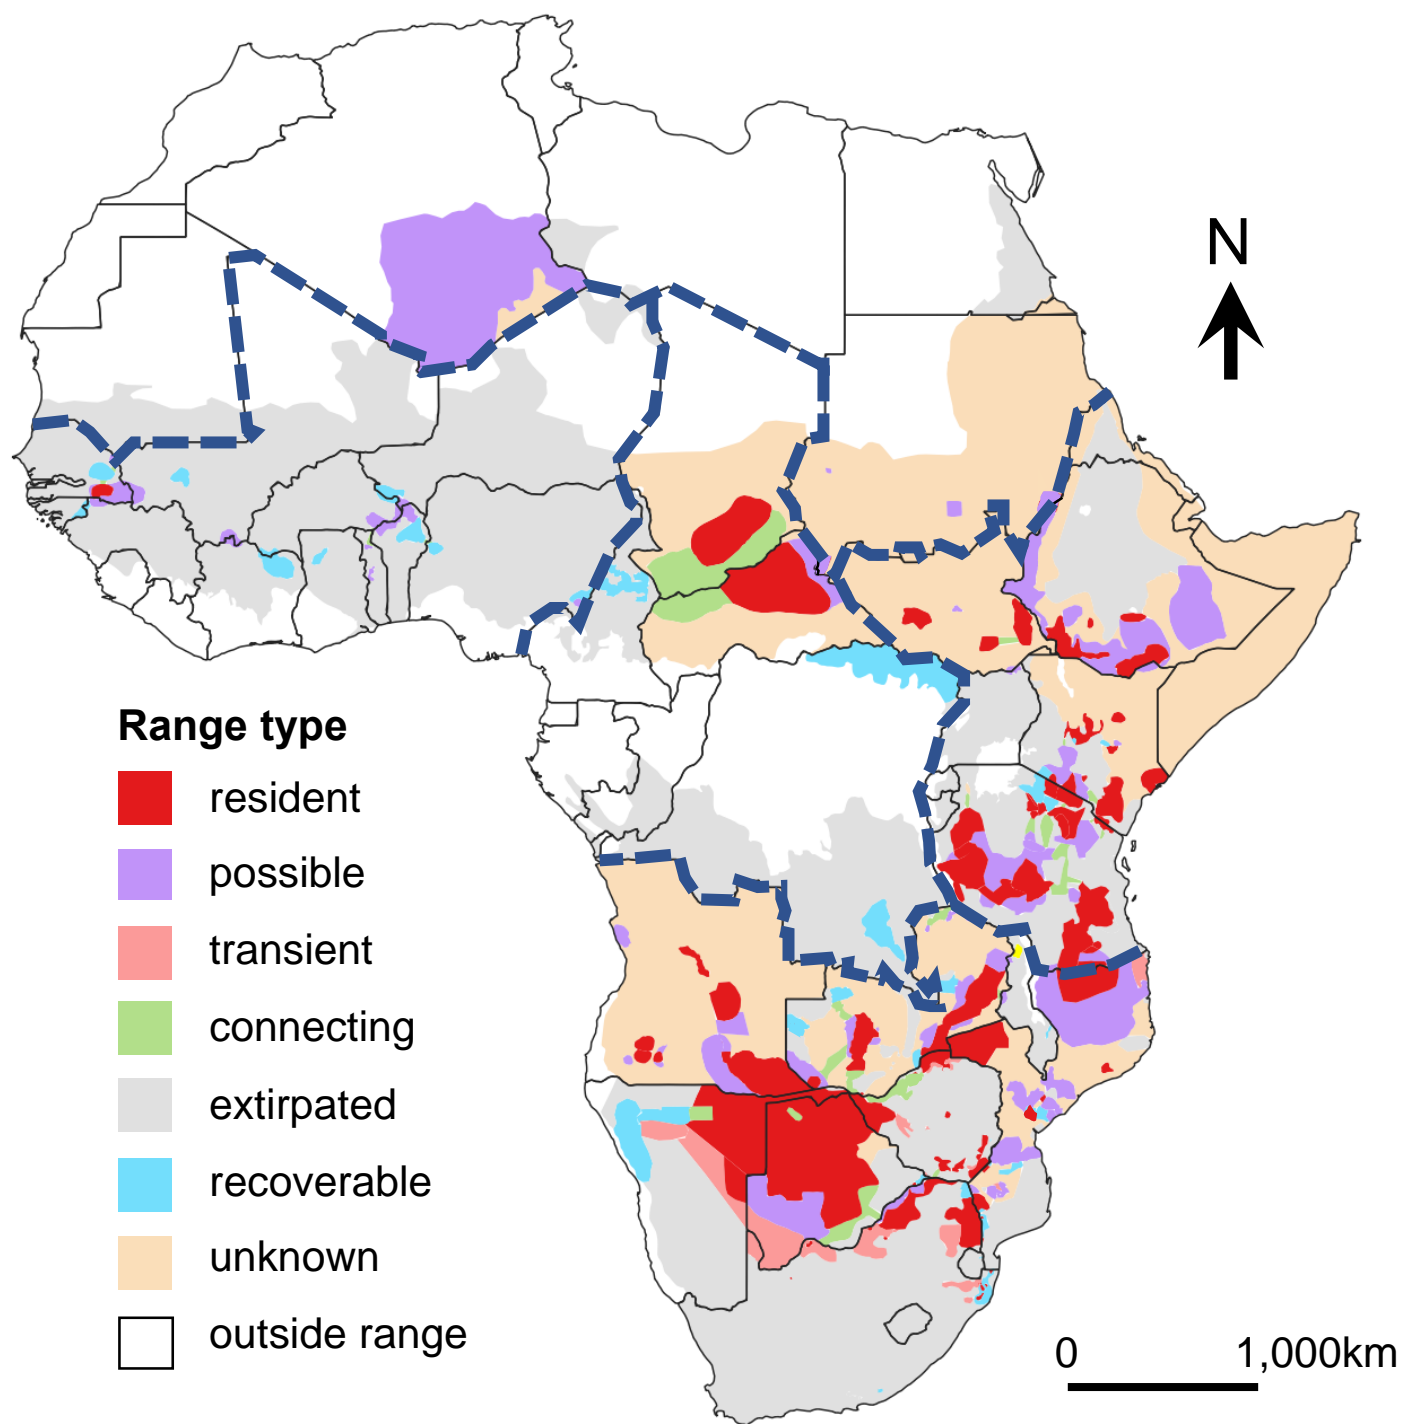 N
Range type
resident
possible
transient
connecting
extirpated
recoverable
unknown
outside range
0 1,000km